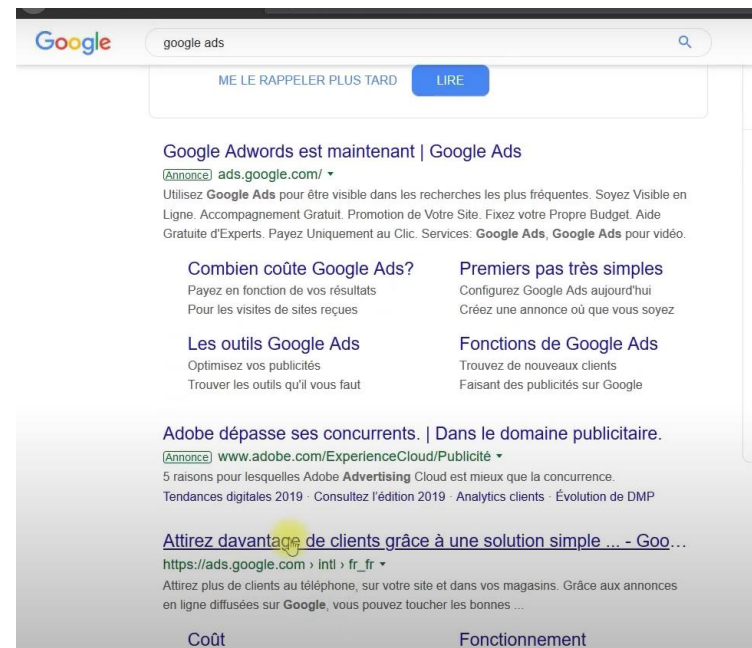 Google
google ads
ME LE RAPPELER PLUS TARD LIRE
Google Adwords est maintenant | Google Ads
Annonce ads.google.com/
Utilisez Google Ads pour être visible dans les recherches les plus fréquentes. Soyez Visible en
Ligne. Accompagnement Gratuit. Promotion de Votre Site. Fixez votre Propre Budget. Aide
Gratuite d'Experts. Payez Uniquement au Clic. Services: Google Ads, Google Ads pour vidéo.
Combien coûte Google Ads?
Payez en fonction de vos résultats
Pour les visites de sites reçues
Premiers pas très simples
Configurez Google Ads aujourd'hui
Créez une annonce où que vous soyez
Les outils Google Ads
Optimisez vos publicités
Trouver les outils qu'il vous faut
Fonctions de Google Ads
Trouvez de nouveaux clients
Faisant des publicités sur Google
Adobe dépasse ses concurrents. | Dans le domaine publicitaire.
Annonce www.adobe.com/ExperienceCloud/Publicité
5 raisons pour lesquelles Adobe Advertising Cloud est mieux que la concurrence.
Tendances digitales 2019 · Consultez l'édition 2019 · Analytics clients · Évolution de DMP
Attirez davantage de clients grâce à une solution simple ... - Goo...
https://ads.google.com › intl › fr_fr
Attirez plus de clients au téléphone, sur votre site et dans vos magasins. Grâce aux annonces
en ligne diffusées sur Google, vous pouvez toucher les bonnes ...
Coût
Fonctionnement